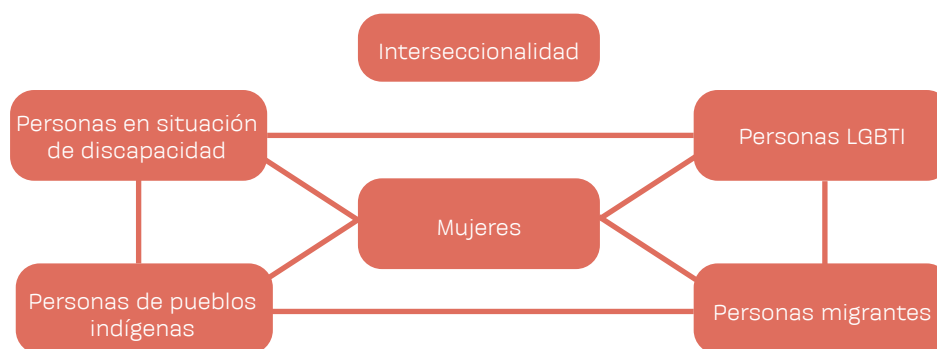 Interseccionalidad
Personas en situación
de discapacidad
Personas LGBTI
Mujeres
Personas de pueblos
indígenas
Personas migrantes